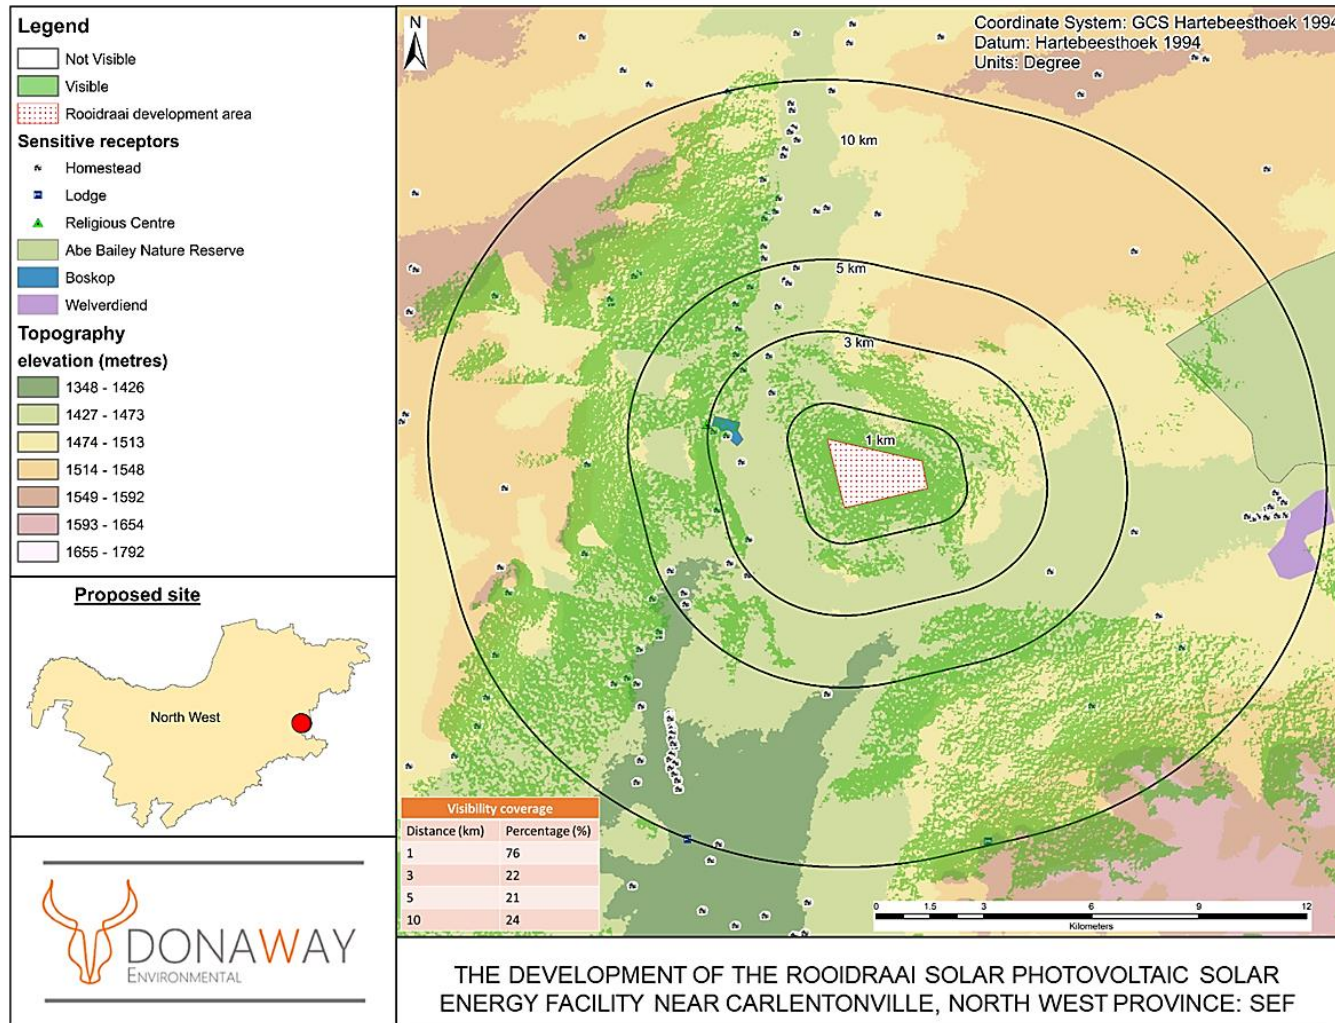 Legend
Not Visible
Visible
Rooidraai development area
Sensitive receptors
Homestead
Lodge
Religious Centre
Abe Bailey Nature Reserve
Boskop
Welverdiend
Topography
elevation (metres)
1348 - 1426
1427 - 1473
1474 - 1513
1514 - 1548
1549 - 1592
1593 - 1654
1655 - 1792
Proposed site
North West
DONAWAY
ENVIRONMENTAL
N
Coordinate System: GCS Hartebeesthoek 1994
Datum: Hartebeesthoek 1994
Units: Degree
10 km
5 km
3 km
1 km
Visibility coverage
Distance (km) Percentage (%)
1 76
3 22
5 21
10 24
0 1.5 3 6 9 12
Kilometers
THE DEVELOPMENT OF THE ROOIDRAAI SOLAR PHOTOVOLTAIC SOLAR
ENERGY FACILITY NEAR CARLENTONVILLE, NORTH WEST PROVINCE: SEF